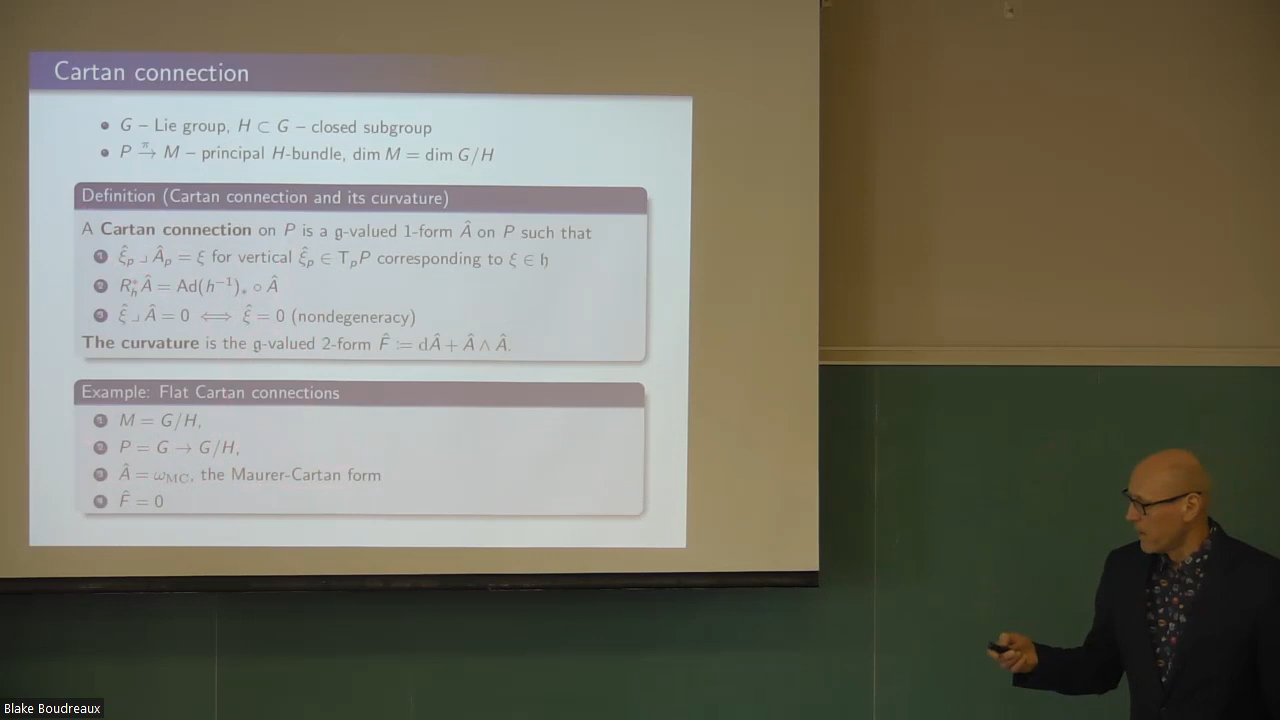 Cartan connection
• G – Lie group, H ⊂ G – closed subgroup
• P →^π M – principal H-bundle, dim M = dim G/H
Definition (Cartan connection and its curvature)
A Cartan connection on P is a 𝔤-valued 1-form Â on P such that
1 ξ̂ₚ ⌟ Âₚ = ξ for vertical ξ̂ₚ ∈ TₚP corresponding to ξ ∈ 𝔥
2 R*ₕÂ = Ad(h⁻¹)⁎ ∘ Â
3 ξ̂ ⌟ Â = 0 ⟺ ξ̂ = 0 (nondegeneracy)
The curvature is the 𝔤-valued 2-form F̂ := dÂ + Â ∧ Â.
Example: Flat Cartan connections
1 M = G/H,
2 P = G → G/H,
3 Â = ω_MC, the Maurer-Cartan form
4 F̂ = 0
Blake Boudreaux